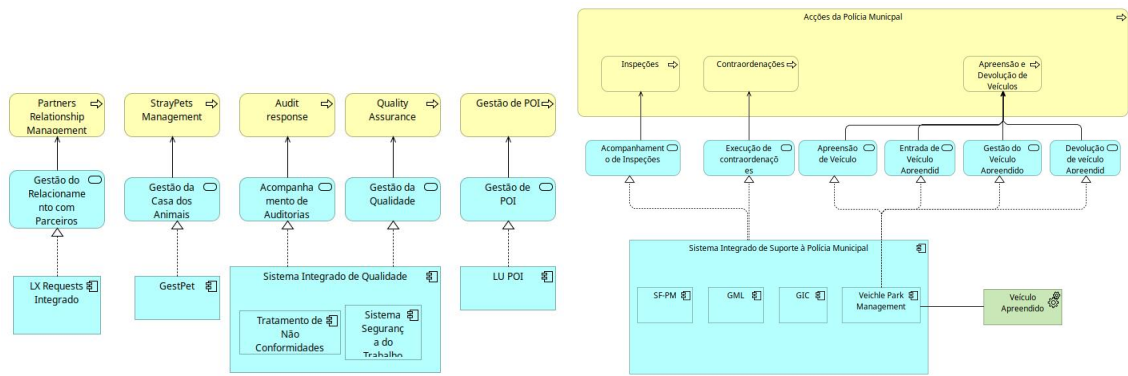 Partners
Relationship
Management
StrayPets
Management
Audit
response
Quality
Assurance
Gestão de POI
Gestão do
Relacioname
nto com
Parceiros
Gestão da
Casa dos
Animais
Acompanha
mento de
Auditorias
Gestão da
Qualidade
Gestão de
POI
LX Requests
Integrado
GestPet
Sistema Integrado de Qualidade
Tratamento de
Não
Conformidades
Sistema
Seguranç
a do
Trabalho
LU POI
Acções da Polícia Municpal
Inspeções
Contraordenações
Apreensão e
Devolução de
Veículos
Acompanhament
o de Inspeções
Execução de
contraordenaçõ
es
Apreensão
de Veículo
Entrada de
Veículo
Apreendid
Gestão do
Veículo
Apreendido
Devolução
de veículo
Apreendid
Sistema Integrado de Suporte à Polícia Municipal
SF-PM
GML
GIC
Veichle Park
Management
Veículo
Apreendido